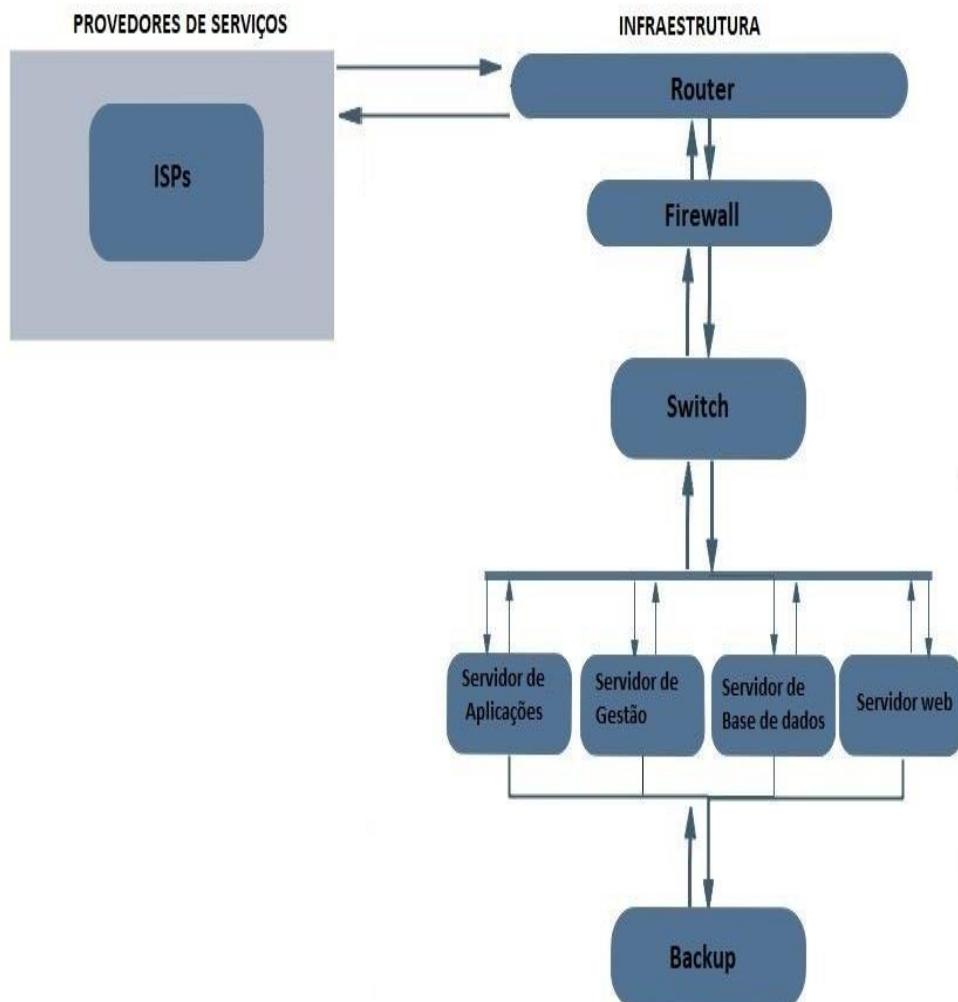 PROVEDORES DE SERVIÇOS
INFRAESTRUTURA
ISPs
Router
Firewall
Switch
Servidor de
Aplicações
Servidor de
Gestão
Servidor de
Base de dados
Servidor web
Backup